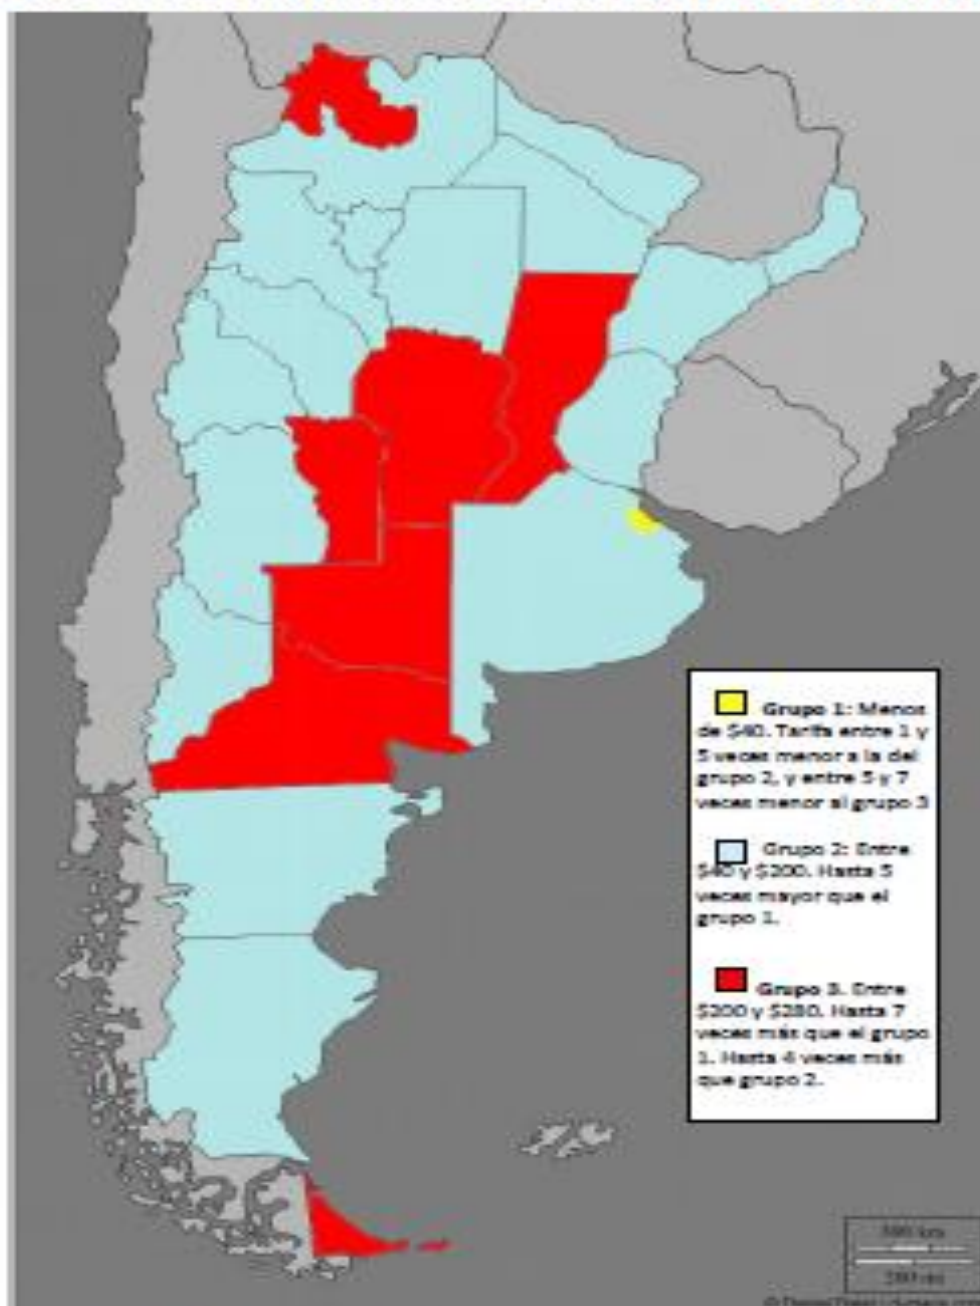 Grupo 1: Menos
de $40. Tarifa entre 1 y
5 veces menor a la del
grupo 2, y entre 5 y 7
veces menor al grupo 3
Grupo 2: Entre
$40 y $200. Hasta 5
veces mayor que el
grupo 1.
Grupo 3. Entre
$200 y $280. Hasta 7
veces más que el grupo
1. Hasta 4 veces más
que grupo 2.